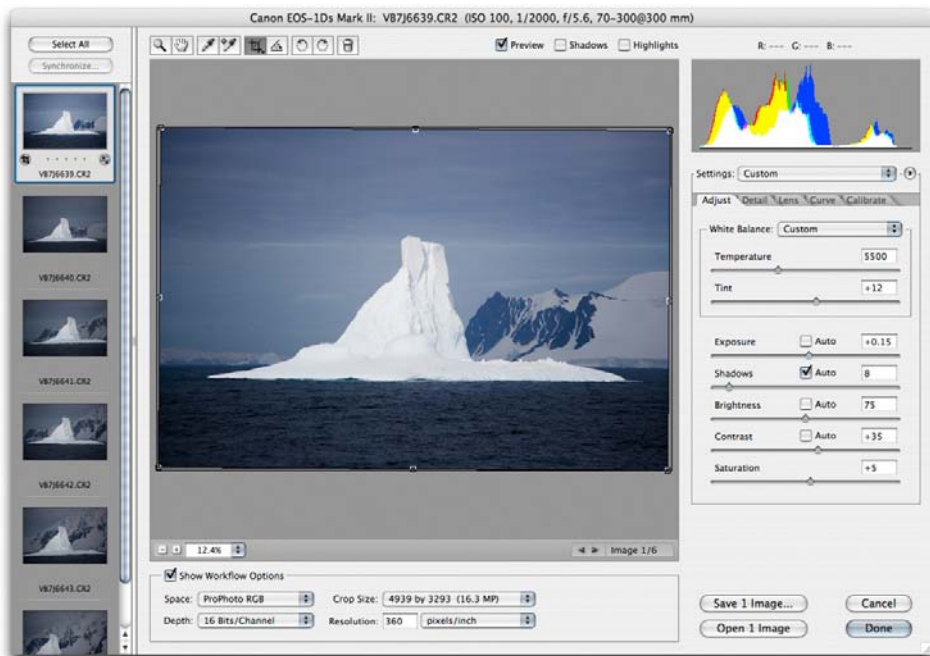 Canon EOS-1Ds Mark II: VB7J6639.CR2 (ISO 100, 1/2000, f/5.6, 70-300@300 mm)
Select All
Synchronize...
VB7J6639.CR2
VB7J6640.CR2
VB7J6641.CR2
VB7J6642.CR2
VB7J6643.CR2
Preview Shadows Highlights
R: --- G: --- B: ---
Settings: Custom
Adjust Detail Lens Curve Calibrate
White Balance: Custom
Temperature 5500
Tint +12
Exposure Auto +0.15
Shadows Auto 8
Brightness Auto 75
Contrast Auto +35
Saturation +5
12.4%
Image 1/6
Show Workflow Options
Space: ProPhoto RGB Crop Size: 4939 by 3293 (16.3 MP)
Depth: 16 Bits/Channel Resolution: 360 pixels/inch
Save 1 Image... Cancel
Open 1 Image Done